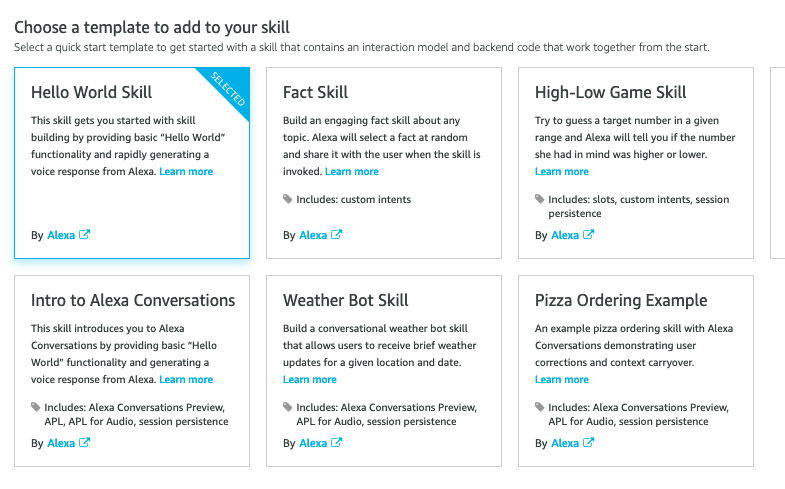 Choose a template to add to your skill
Select a quick start template to get started with a skill that contains an interaction model and backend code that work together from the start.
Hello World Skill
SELECTED
This skill gets you started with skill
building by providing basic “Hello World”
functionality and rapidly generating a
voice response from Alexa. Learn more
By Alexa
Fact Skill
Build an engaging fact skill about any
topic. Alexa will select a fact at random
and share it with the user when the skill is
invoked. Learn more
Includes: custom intents
By Alexa
High-Low Game Skill
Try to guess a target number in a given
range and Alexa will tell you if the number
she had in mind was higher or lower.
Learn more
Includes: slots, custom intents, session
persistence
By Alexa
Intro to Alexa Conversations
This skill introduces you to Alexa
Conversations by providing basic “Hello
World” functionality and generating a
voice response from Alexa. Learn more
Includes: Alexa Conversations Preview,
APL, APL for Audio, session persistence
By Alexa
Weather Bot Skill
Build a conversational weather bot skill
that allows users to receive brief weather
updates for a given location and date.
Learn more
Includes: Alexa Conversations Preview,
APL for Audio, session persistence
By Alexa
Pizza Ordering Example
An example pizza ordering skill with Alexa
Conversations demonstrating user
corrections and context carryover.
Learn more
Includes: Alexa Conversations Preview,
APL for Audio, session persistence
By Alexa